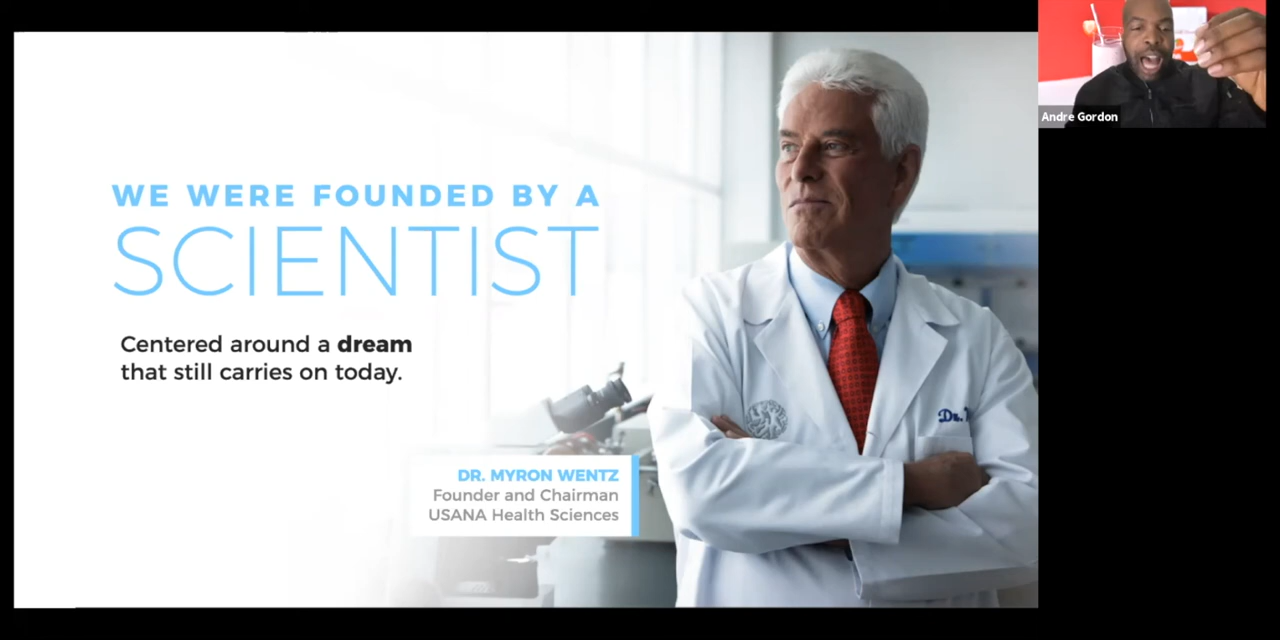 WE WERE FOUNDED BY A
SCIENTIST
Centered around a dream
that still carries on today.
DR. MYRON WENTZ
Founder and Chairman
USANA Health Sciences
Dr.
Andre Gordon